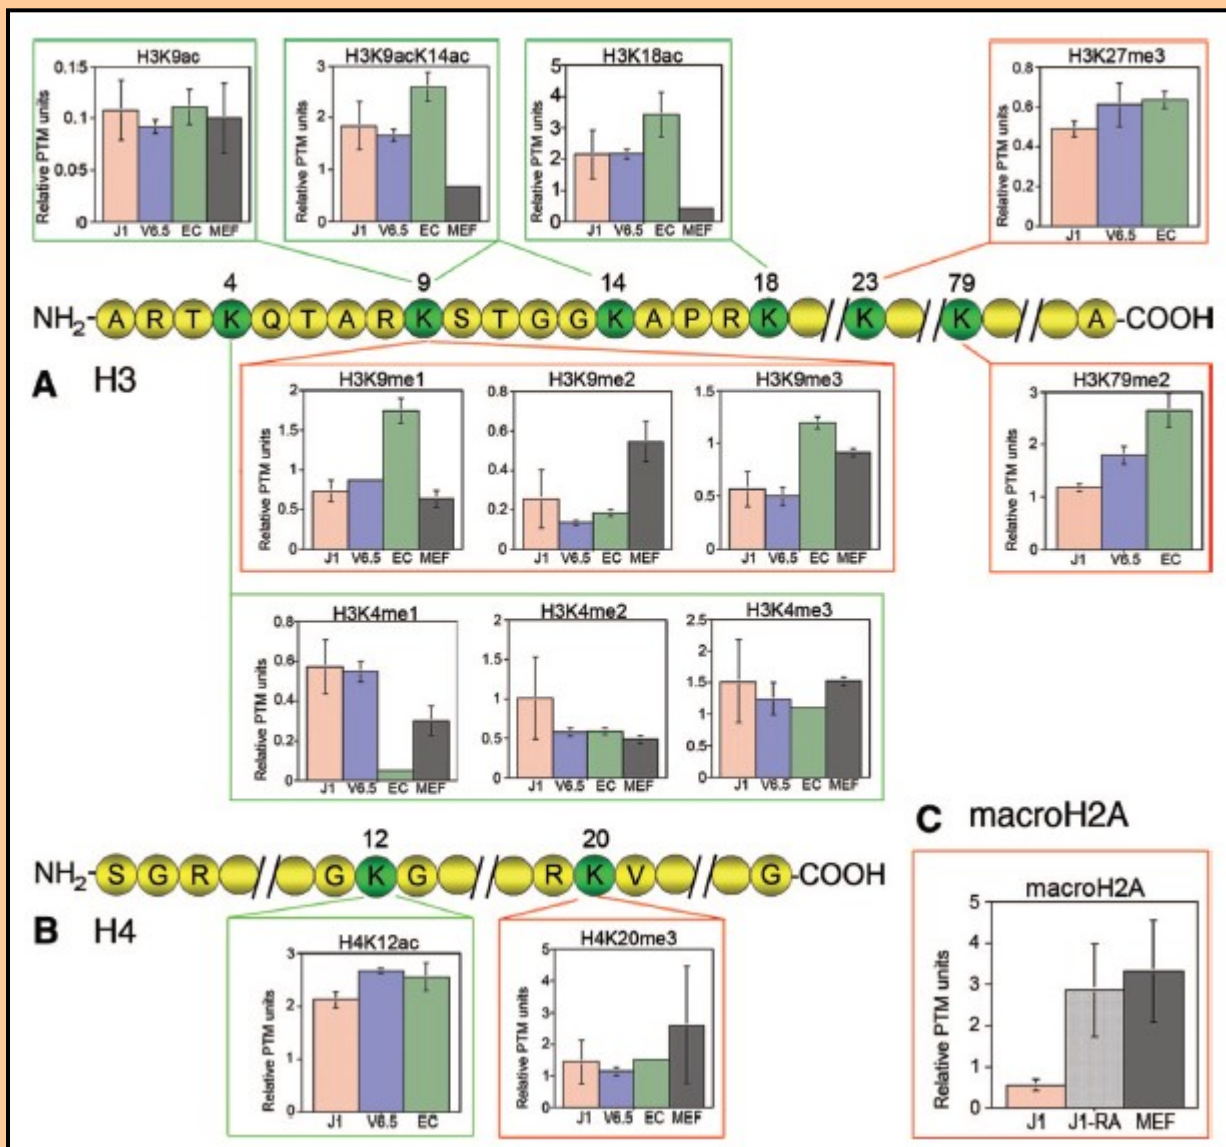 H3K9ac
Relative PTM units
0.15
0.1
0.05
0
J1 V6.5 EC MEF
H3K9acK14ac
Relative PTM units
3
2
1
0
J1 V6.5 EC MEF
H3K18ac
Relative PTM units
5
4
3
2
1
0
J1 V6.5 EC MEF
H3K27me3
Relative PTM units
0.8
0.6
0.4
0.2
0
J1 V6.5 EC
4 9 14 18 23 79
NH2-A R T K Q T A R K S T G G K A P R K // K // K // A-COOH
A H3
H3K9me1
Relative PTM units
2
1.5
1
0.5
0
J1 V6.5 EC MEF
H3K9me2
0.8
0.6
0.4
0.2
0
J1 V6.5 EC MEF
H3K9me3
1.5
1
0.5
0
J1 V6.5 EC MEF
H3K79me2
Relative PTM units
3
2
1
0
J1 V6.5 EC
H3K4me1
Relative PTM units
0.8
0.6
0.4
0.2
0
J1 V6.5 EC MEF
H3K4me2
2
1.5
1
0.5
0
J1 V6.5 EC MEF
H3K4me3
2.5
2
1.5
1
0.5
0
J1 V6.5 EC MEF
12 20
NH2-S G R // G K G // R K V // G-COOH
B H4
H4K12ac
Relative PTM units
3
2
1
0
J1 V6.5 EC
H4K20me3
Relative PTM units
5
4
3
2
1
0
J1 V6.5 EC MEF
C macroH2A
macroH2A
Relative PTM units
5
4
3
2
1
0
J1 J1-RA MEF